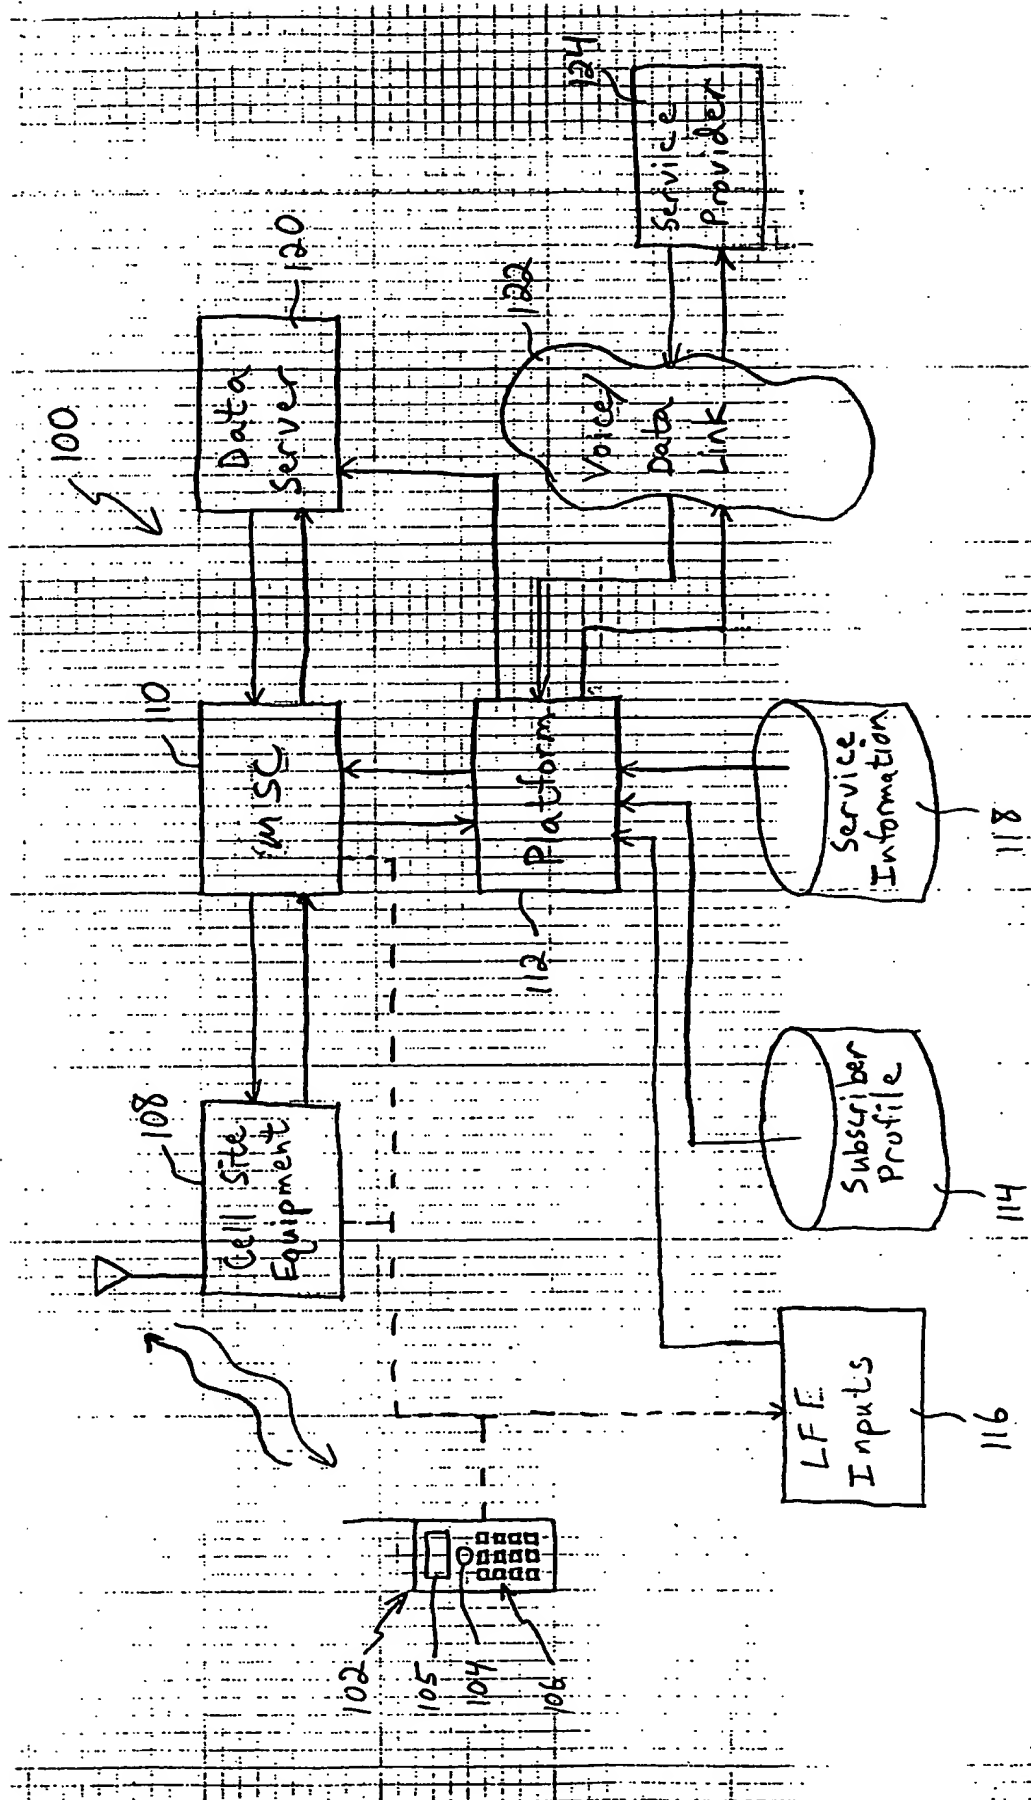 100
108
Cell Site
Equipment
110
MSC
Data
Server
120
102
105
104
106
112
Platform
122
Voice/
Data
Link
124
Service
Provider
LFE
Inputs
116
Subscriber
Profile
114
Service
Information
118